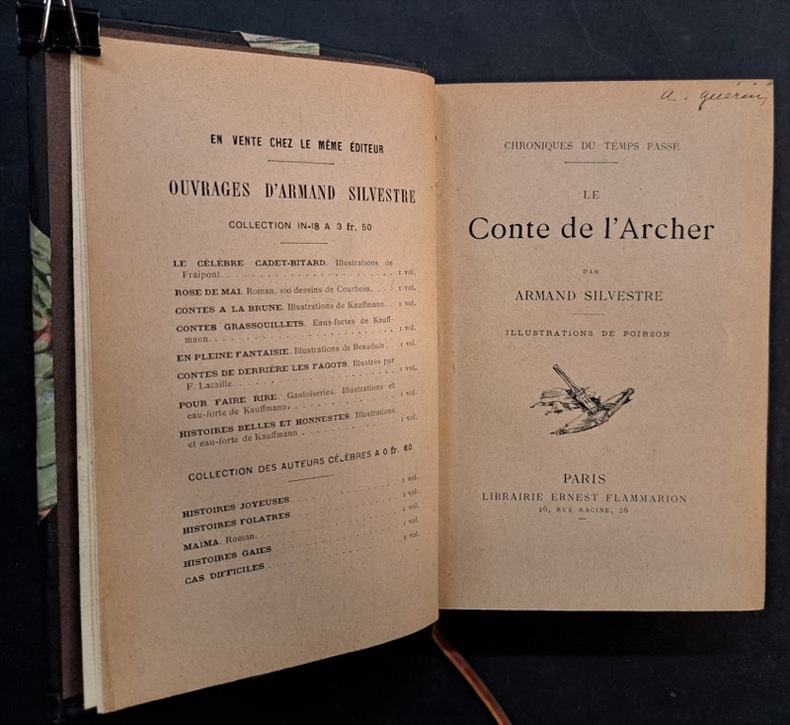 EN VENTE CHEZ LE MÊME ÉDITEUR
OUVRAGES D'ARMAND SILVESTRE
COLLECTION IN-18 A 3 fr. 50
LE CÉLÈBRE CADET-BITARD. Illustrations de
Fraipont. 1 vol.
ROSE DE MAI. Roman. 100 dessins de Courboin. 1 vol.
CONTES A LA BRUNE. Illustrations de Kauffmann. 1 vol.
CONTES GRASSOUILLETS. Eaux-fortes de Kauff-
mann. 1 vol.
EN PLEINE FANTAISIE. Illustrations de Beauduin. 1 vol.
CONTES DE DERRIÈRE LES FAGOTS. Illustrés par
F. Lacaille. 1 vol.
POUR FAIRE RIRE. Gauloiseries. Illustrations et
eau-forte de Kauffmann. 1 vol.
HISTOIRES BELLES ET HONNESTES. Illustrations
et eau-forte de Kauffmann 1 vol.
COLLECTION DES AUTEURS CÉLÈBRES A 0 fr. 60
HISTOIRES JOYEUSES 1 vol.
HISTOIRES FOLATRES. 1 vol.
MAÏMA. Roman. 1 vol.
HISTOIRES GAIES 1 vol.
CAS DIFFICILES 1 vol.
a. guérin
CHRONIQUES DU TEMPS PASSÉ
LE
Conte de l'Archer
PAR
ARMAND SILVESTRE
ILLUSTRATIONS DE POIRSON
PARIS
LIBRAIRIE ERNEST FLAMMARION
26, RUE RACINE, 26